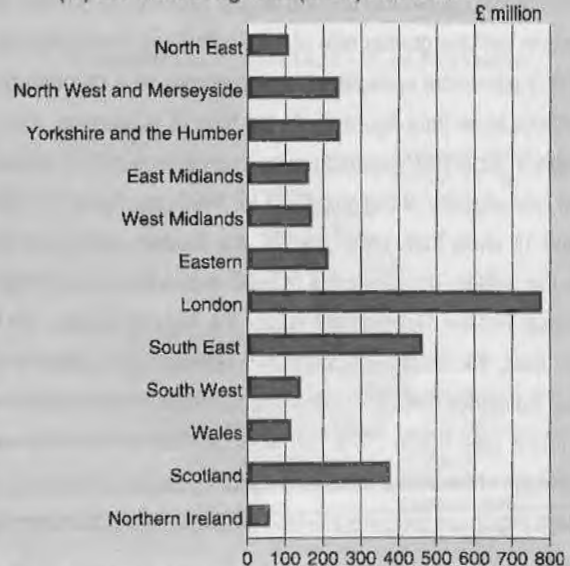 £ million
North East
North West and Merseyside
Yorkshire and the Humber
East Midlands
West Midlands
Eastern
London
South East
South West
Wales
Scotland
Northern Ireland
0 100 200 300 400 500 600 700 800